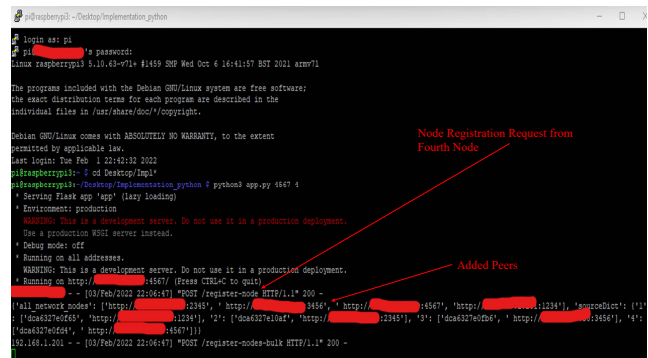 pi@raspberrypi3: ~/Desktop/Implementation_python
login as: pi
pi 's password:
Linux raspberrypi3 5.10.63-v7l+ #1459 SMP Wed Oct 6 16:41:57 BST 2021 armv7l
The programs included with the Debian GNU/Linux system are free software;
the exact distribution terms for each program are described in the
individual files in /usr/share/doc/*/copyright.
Debian GNU/Linux comes with ABSOLUTELY NO WARRANTY, to the extent
permitted by applicable law.
Last login: Tue Feb 1 22:42:32 2022
pi@raspberrypi3:~ $ cd Desktop/Impl*
pi@raspberrypi3:~/Desktop/Implementation_python $ python3 app.py 4567 4
* Serving Flask app 'app' (lazy loading)
* Environment: production
WARNING: This is a development server. Do not use it in a production deployment.
Use a production WSGI server instead.
* Debug mode: off
* Running on all addresses.
WARNING: This is a development server. Do not use it in a production deployment.
* Running on http:// :4567/ (Press CTRL+C to quit)
- - [03/Feb/2022 22:06:47] "POST /register-node HTTP/1.1" 200 -
{'all_network_nodes': ['http:// :2345', ' http:// 3456', ' http:// :4567', 'http:// :1234'], 'sourceDict': {'1'
: ['dca6327e0f65', 'http:// :1234'], '2': ['dca6327e10af', 'http:// :2345'], '3': ['dca6327e0fb6', ' http:// :3456'], '4':
['dca6327e0fd4', ' http:// :4567']}}
192.168.1.201 - - [03/Feb/2022 22:06:47] "POST /register-nodes-bulk HTTP/1.1" 200 -
Node Registration Request from
Fourth Node
Added Peers